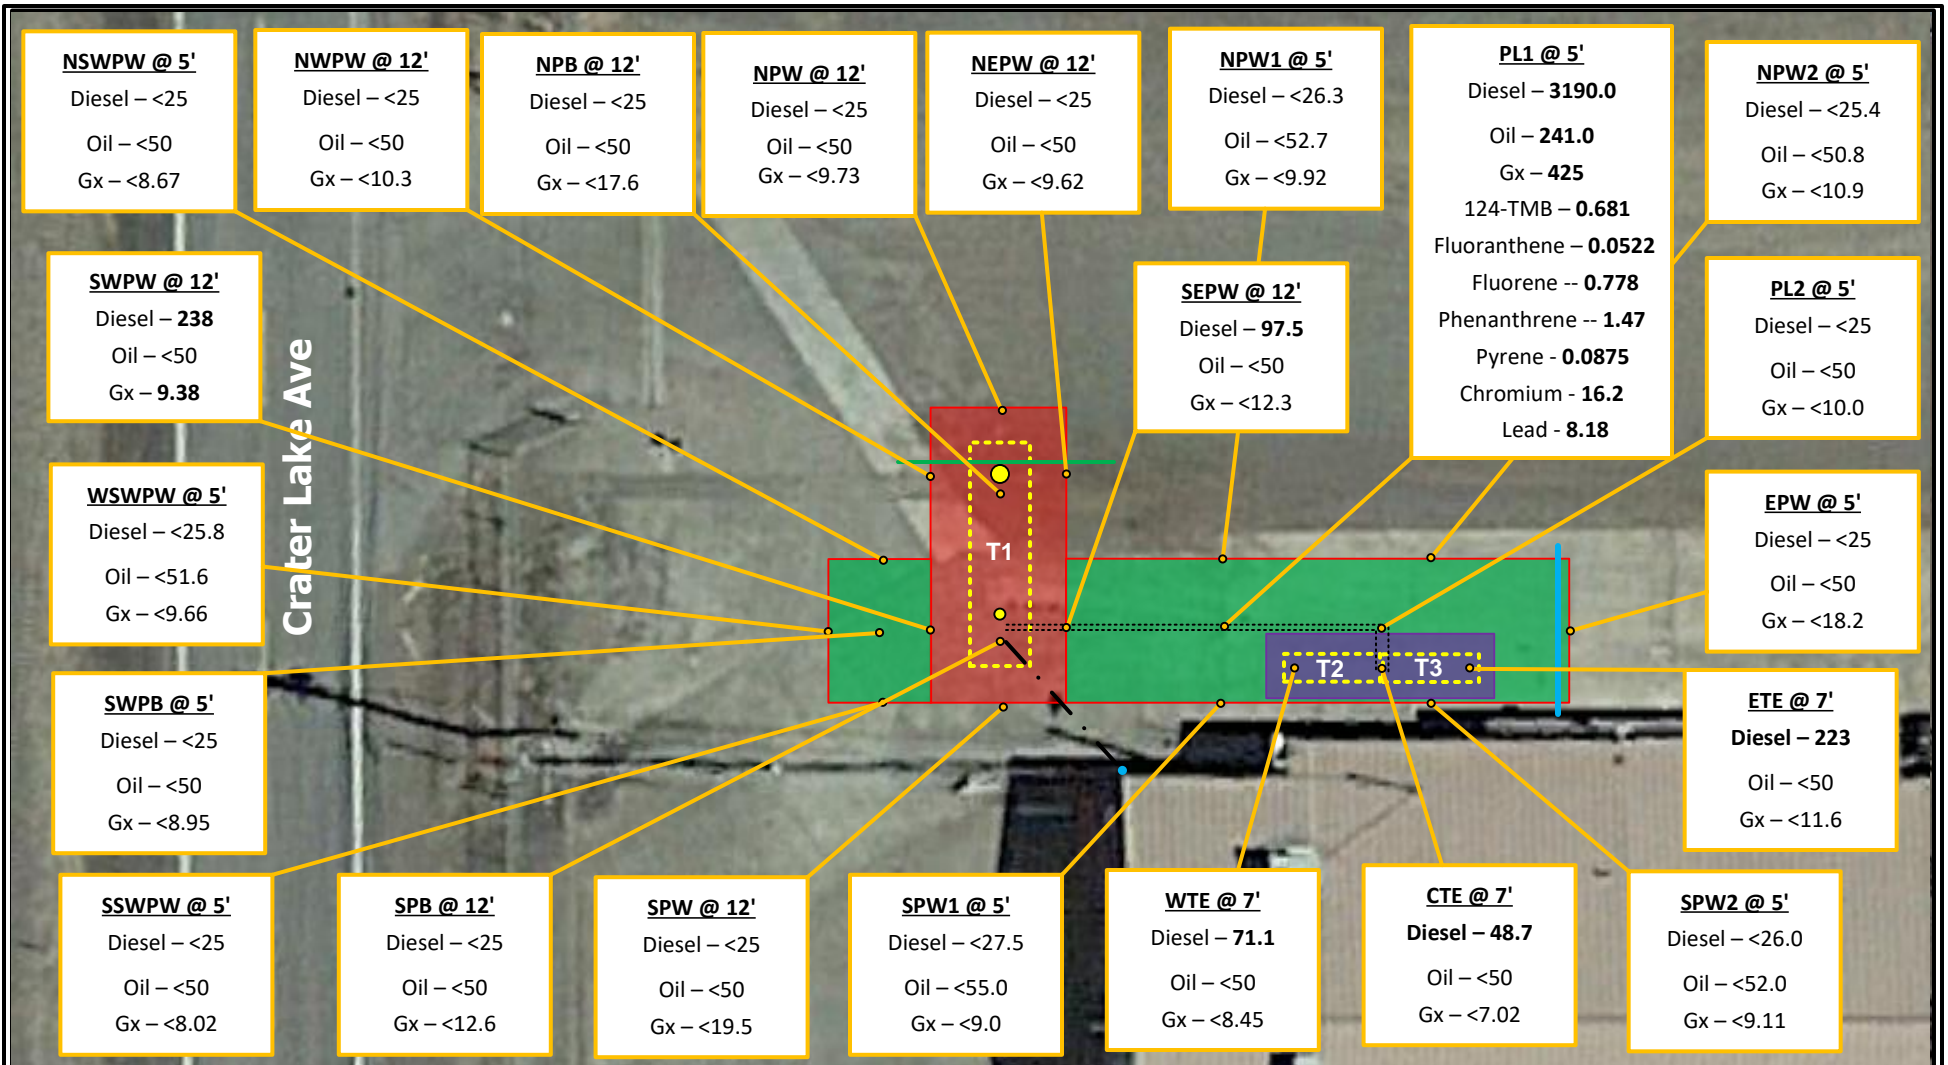 NSWPW @ 5'
Diesel – <25
Oil – <50
Gx – <8.67
NWPW @ 12'
Diesel – <25
Oil – <50
Gx – <10.3
NPB @ 12'
Diesel – <25
Oil – <50
Gx – <17.6
NPW @ 12'
Diesel – <25
Oil – <50
Gx – <9.73
NEPW @ 12'
Diesel – <25
Oil – <50
Gx – <9.62
NPW1 @ 5'
Diesel – <26.3
Oil – <52.7
Gx – <9.92
PL1 @ 5'
Diesel – 3190.0
Oil – 241.0
Gx – 425
124-TMB – 0.681
Fluoranthene – 0.0522
Fluorene -- 0.778
Phenanthrene -- 1.47
Pyrene - 0.0875
Chromium - 16.2
Lead - 8.18
NPW2 @ 5'
Diesel – <25.4
Oil – <50.8
Gx – <10.9
SWPW @ 12'
Diesel – 238
Oil – <50
Gx – 9.38
Crater Lake Ave
SEPW @ 12'
Diesel – 97.5
Oil – <50
Gx – <12.3
PL2 @ 5'
Diesel – <25
Oil – <50
Gx – <10.0
WSWPW @ 5'
Diesel – <25.8
Oil – <51.6
Gx – <9.66
T1
EPW @ 5'
Diesel – <25
Oil – <50
Gx – <18.2
T2
T3
SWPB @ 5'
Diesel – <25
Oil – <50
Gx – <8.95
ETE @ 7'
Diesel – 223
Oil – <50
Gx – <11.6
SSWPW @ 5'
Diesel – <25
Oil – <50
Gx – <8.02
SPB @ 12'
Diesel – <25
Oil – <50
Gx – <12.6
SPW @ 12'
Diesel – <25
Oil – <50
Gx – <19.5
SPW1 @ 5'
Diesel – <27.5
Oil – <55.0
Gx – <9.0
WTE @ 7'
Diesel – 71.1
Oil – <50
Gx – <8.45
CTE @ 7'
Diesel – 48.7
Oil – <50
Gx – <7.02
SPW2 @ 5'
Diesel – <26.0
Oil – <52.0
Gx – <9.11